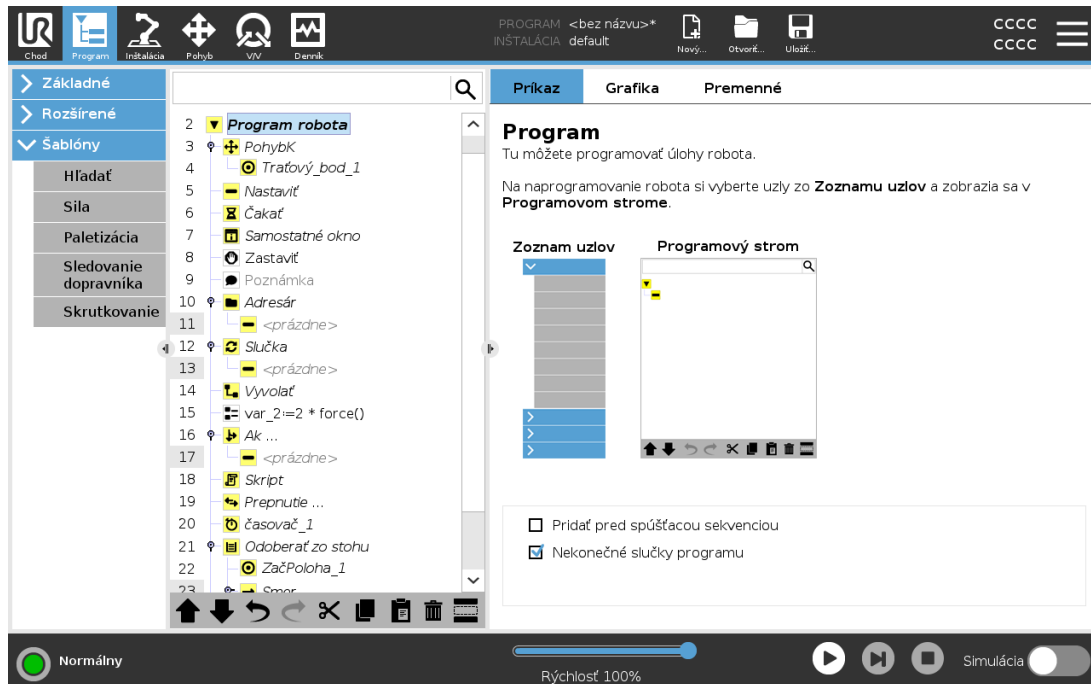 UR
PROGRAM <bez názvu>*
INŠTALÁCIA default
CCCC
CCCC
Chod Program Inštalácia Pohyb V/V Dennik Nový... Otvoriť... Uložiť...
Základné
Rozšírené
Šablóny
Hľadať
Sila
Paletizácia
Sledovanie
dopravníka
Skrutkovanie
2 Program robota
3 PohybK
4 Traťový_bod_1
5 Nastaviť
6 Čakať
7 Samostatné okno
8 Zastaviť
9 Poznámka
10 Adresár
11 <prázdne>
12 Slučka
13 <prázdne>
14 Vyvolať
15 var_2≔2 * force()
16 Ak ...
17 <prázdne>
18 Skript
19 Prepnutie ...
20 časovač_1
21 Odoberať zo stohu
22 ZačPoloha_1
23 Smer
Príkaz Grafika Premenné
Program
Tu môžete programovať úlohy robota.
Na naprogramovanie robota si vyberte uzly zo Zoznamu uzlov a zobrazia sa v
Programovom strome.
Zoznam uzlov Programový strom
Pridať pred spúšťacou sekvenciou
Nekonečné slučky programu
Normálny
Rýchlosť 100%
Simulácia